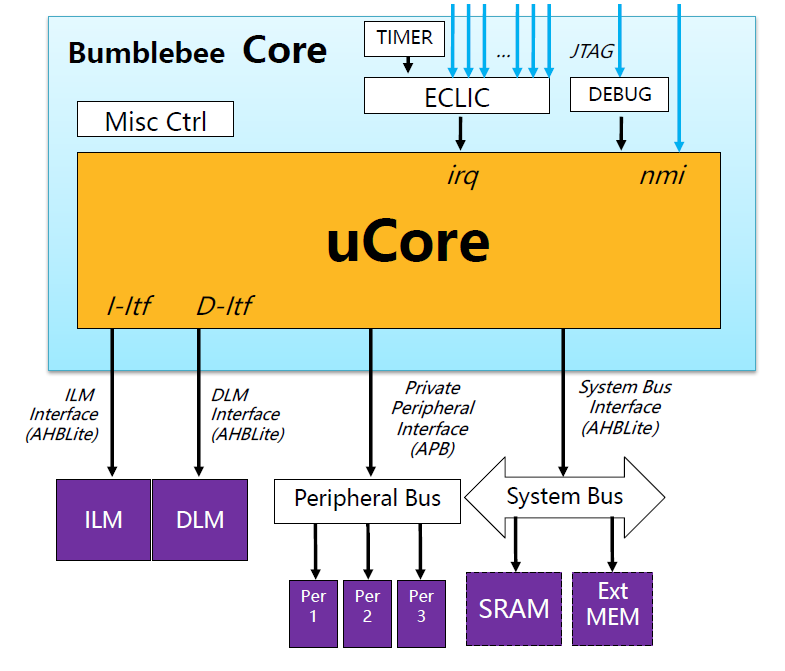 Bumblebee Core
TIMER
...
JTAG
ECLIC
DEBUG
Misc Ctrl
irq
nmi
uCore
I-Itf
D-Itf
ILM
Interface
(AHBLite)
DLM
Interface
(AHBLite)
Private
Peripheral
Interface
(APB)
System Bus
Interface
(AHBLite)
ILM
DLM
Peripheral Bus
System Bus
Per
1
Per
2
Per
3
SRAM
Ext
MEM